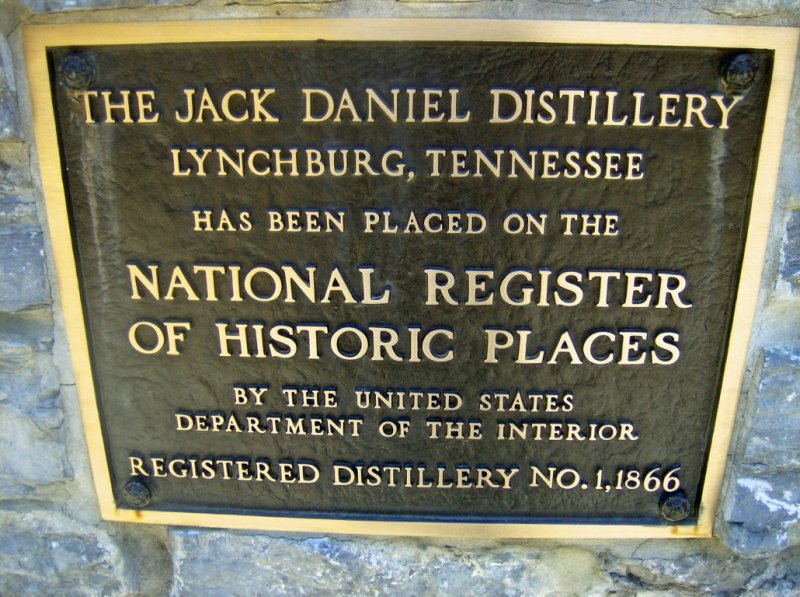 THE JACK DANIEL DISTILLERY
LYNCHBURG, TENNESSEE
HAS BEEN PLACED ON THE
NATIONAL REGISTER
OF HISTORIC PLACES
BY THE UNITED STATES
DEPARTMENT OF THE INTERIOR
REGISTERED DISTILLERY NO. 1, 1866